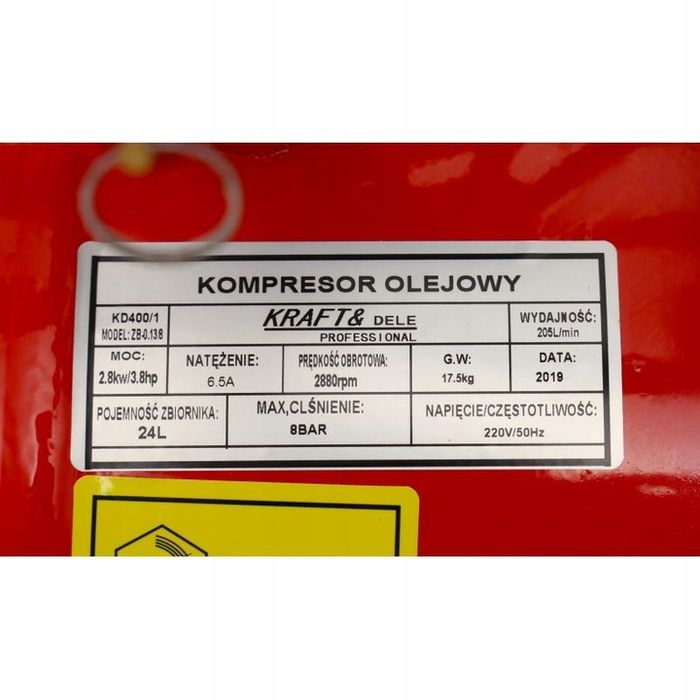 KOMPRESOR OLEJOWY
KD400/1
MODEL: ZB-0.13/8
KRAFT& DELE
PROFESSIONAL
WYDAJNOŚĆ:
205L/min
MOC:
2.8kw/3.8hp
NATĘŻENIE:
6.5A
PRĘDKOŚĆ OBROTOWA:
2880rpm
G.W:
17.5kg
DATA:
2019
POJEMNOŚĆ ZBIORNIKA:
24L
MAX,CLŚNIENIE:
8BAR
NAPIĘCIE/CZĘSTOTLIWOŚĆ:
220V/50Hz